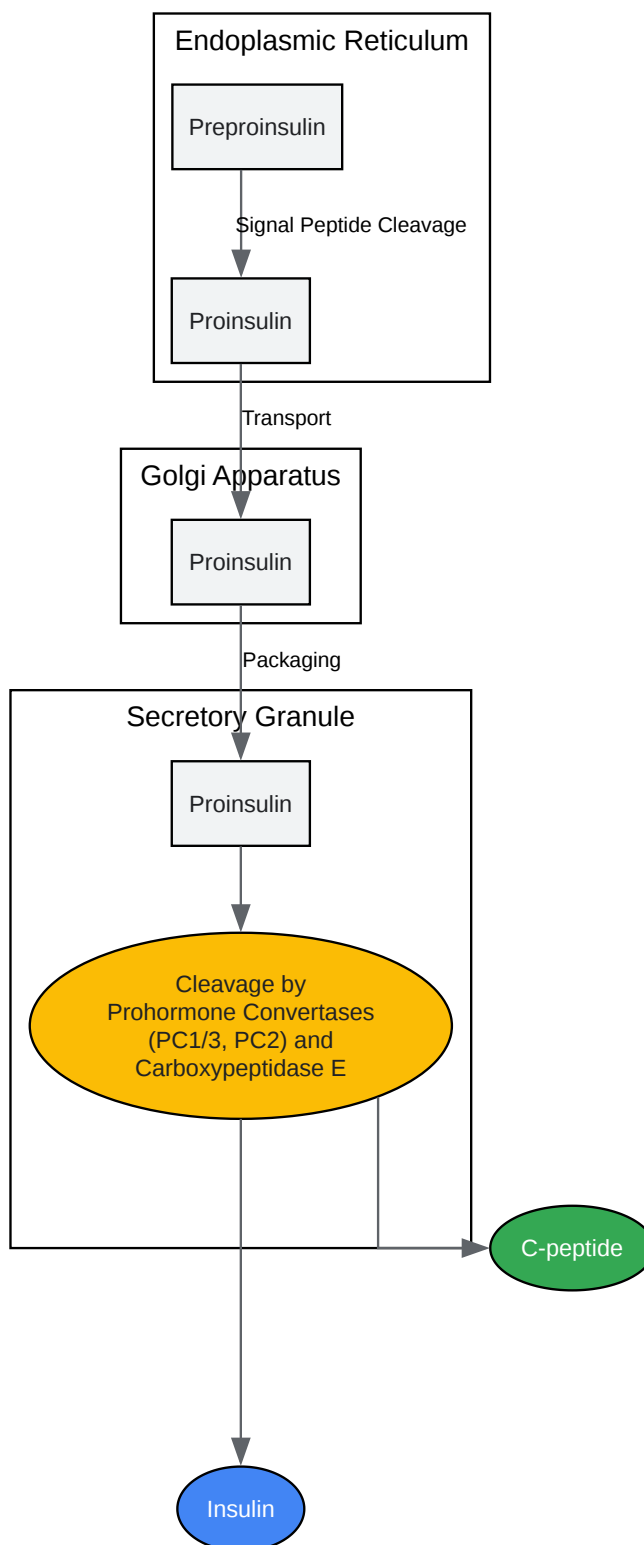 Endoplasmic Reticulum
Preproinsulin
Signal Peptide Cleavage
Proinsulin
Transport
Golgi Apparatus
Proinsulin
Packaging
Secretory Granule
Proinsulin
Cleavage by
Prohormone Convertases
(PC1/3, PC2) and
Carboxypeptidase E
C-peptide
Insulin